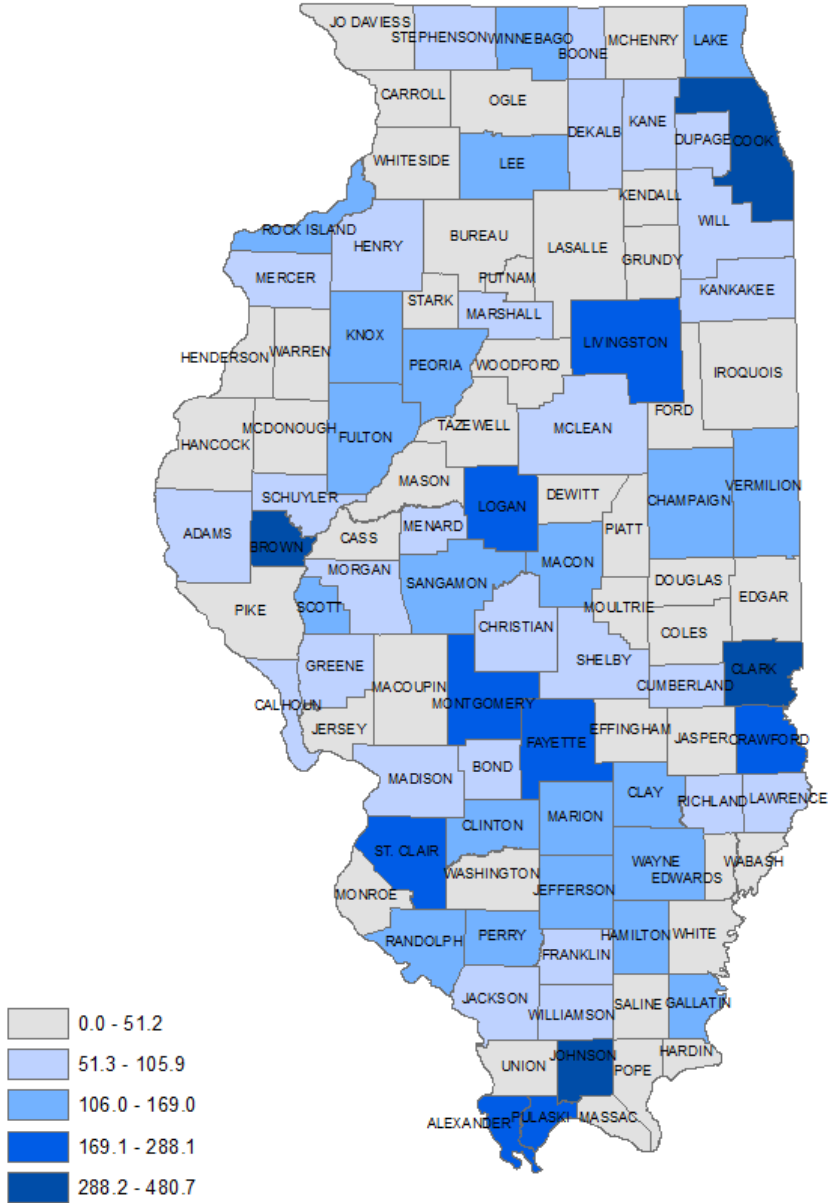 JO DAVIESS
STEPHENSON
WINNEBAGO
BOONE
MCHENRY
LAKE
CARROLL
OGLE
DEKALB
KANE
DUPAGE
COOK
WHITESIDE
LEE
KENDALL
ROCK ISLAND
HENRY
BUREAU
LASALLE
GRUNDY
WILL
MERCER
PUTNAM
KANKAKEE
STARK
MARSHALL
KNOX
LIVINGSTON
HENDERSON
WARREN
PEORIA
WOODFORD
IROQUOIS
FORD
HANCOCK
MCDONOUGH
FULTON
TAZEWELL
MCLEAN
MASON
SCHUYLER
LOGAN
DEWITT
CHAMPAIGN
VERMILION
ADAMS
BROWN
CASS
MENARD
PIATT
MORGAN
SANGAMON
MACON
DOUGLAS
EDGAR
PIKE
SCOTT
CHRISTIAN
MOULTRIE
COLES
GREENE
SHELBY
CLARK
MACOUPIN
CUMBERLAND
CALHOUN
MONTGOMERY
JERSEY
FAYETTE
EFFINGHAM
JASPER
CRAWFORD
MADISON
BOND
CLAY
RICHLAND
LAWRENCE
CLINTON
MARION
ST. CLAIR
WAYNE
EDWARDS
WABASH
WASHINGTON
MONROE
JEFFERSON
RANDOLPH
PERRY
HAMILTON
WHITE
FRANKLIN
JACKSON
WILLIAMSON
SALINE
GALLATIN
UNION
JOHNSON
POPE
HARDIN
ALEXANDER
PULASKI
MASSAC
0.0 - 51.2
51.3 - 105.9
106.0 - 169.0
169.1 - 288.1
288.2 - 480.7